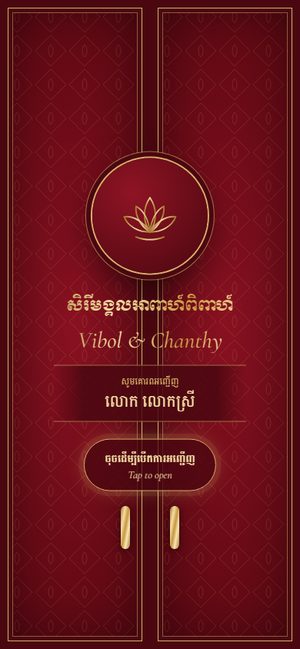 សិរីមង្គលអាពាហ៍ពិពាហ៍
Vibol & Chanthy
សូមគោរពអញ្ជើញ
លោក លោកស្រី
ចុចដើម្បីបើកការអញ្ជើញ
Tap to open